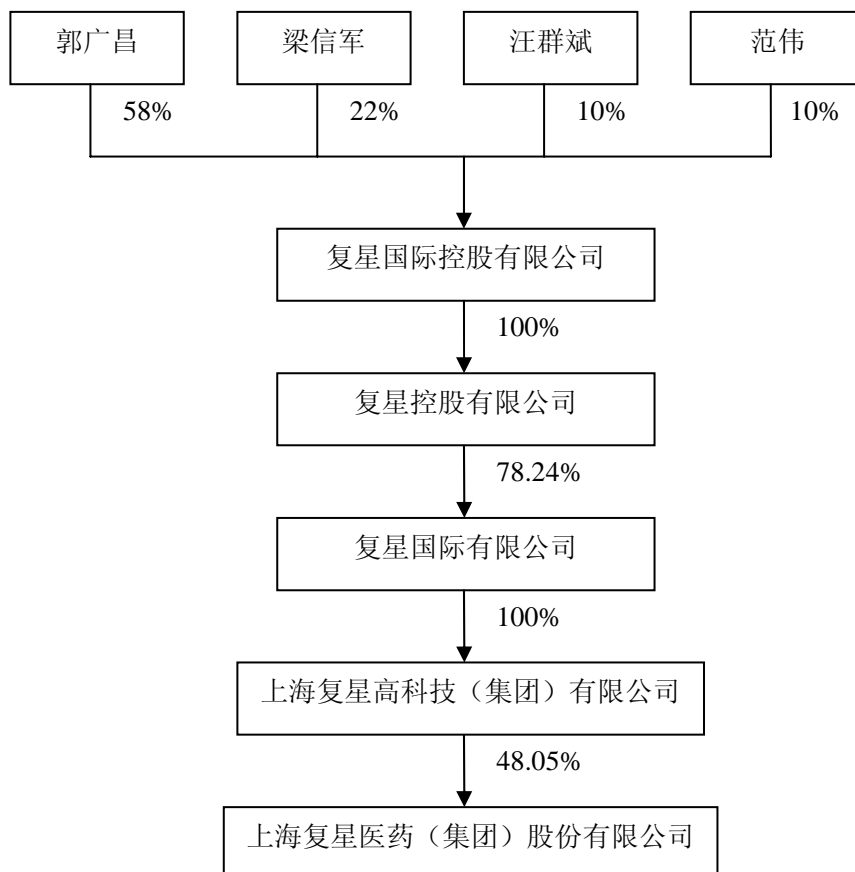 郭广昌 梁信军 汪群斌 范伟
58% 22% 10% 10%
复星国际控股有限公司
100%
复星控股有限公司
78.24%
复星国际有限公司
100%
上海复星高科技（集团）有限公司
48.05%
上海复星医药（集团）股份有限公司